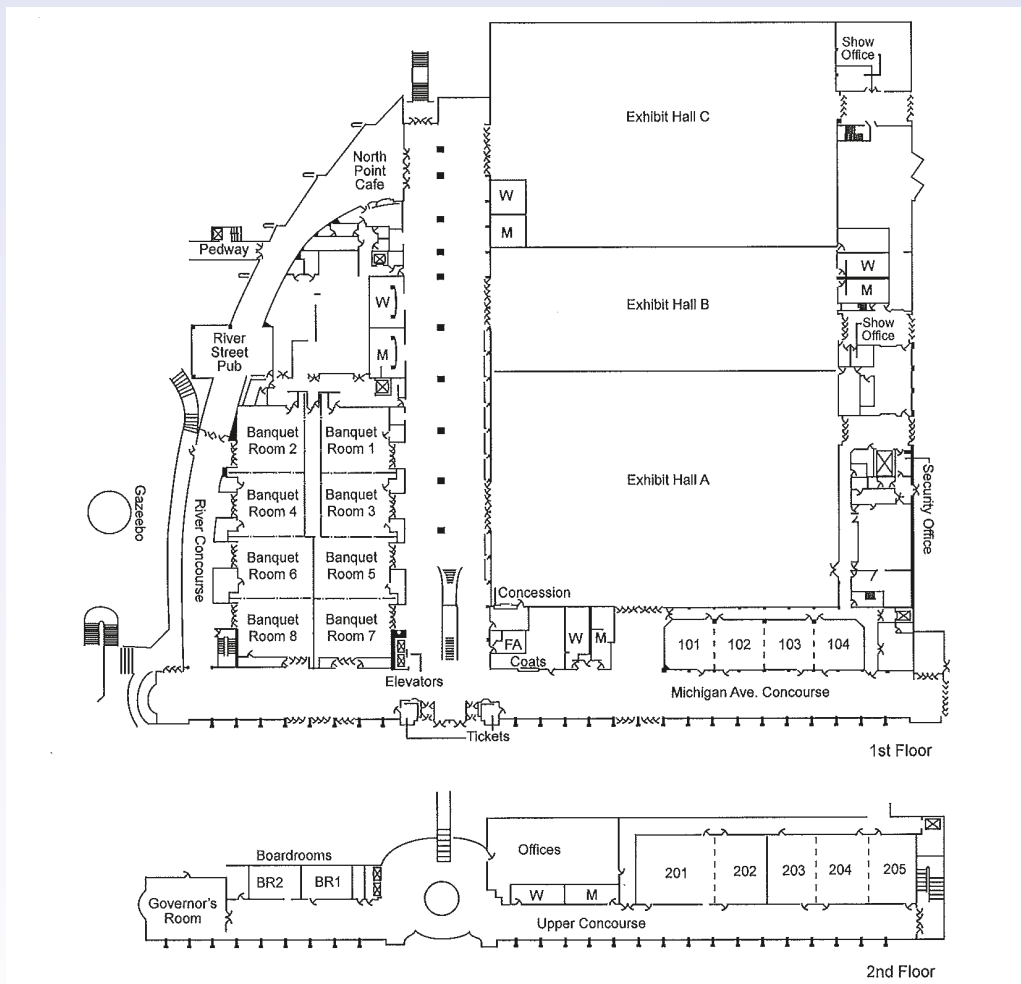 Show
Office
Exhibit Hall C
North
Point
Cafe
W
M
Pedway
W
M
W
M
Exhibit Hall B
Show
Office
River
Street
Pub
Banquet
Room 2
Banquet
Room 1
Exhibit Hall A
Banquet
Room 4
Banquet
Room 3
Gazeebo
River Concourse
Security Office
Banquet
Room 6
Banquet
Room 5
Concession
Banquet
Room 8
Banquet
Room 7
FA
W
M
101
102
103
104
Coats
Elevators
Michigan Ave. Concourse
Tickets
1st Floor
Offices
Boardrooms
BR2
BR1
201
202
203
204
205
W
M
Governor's
Room
Upper Concourse
2nd Floor